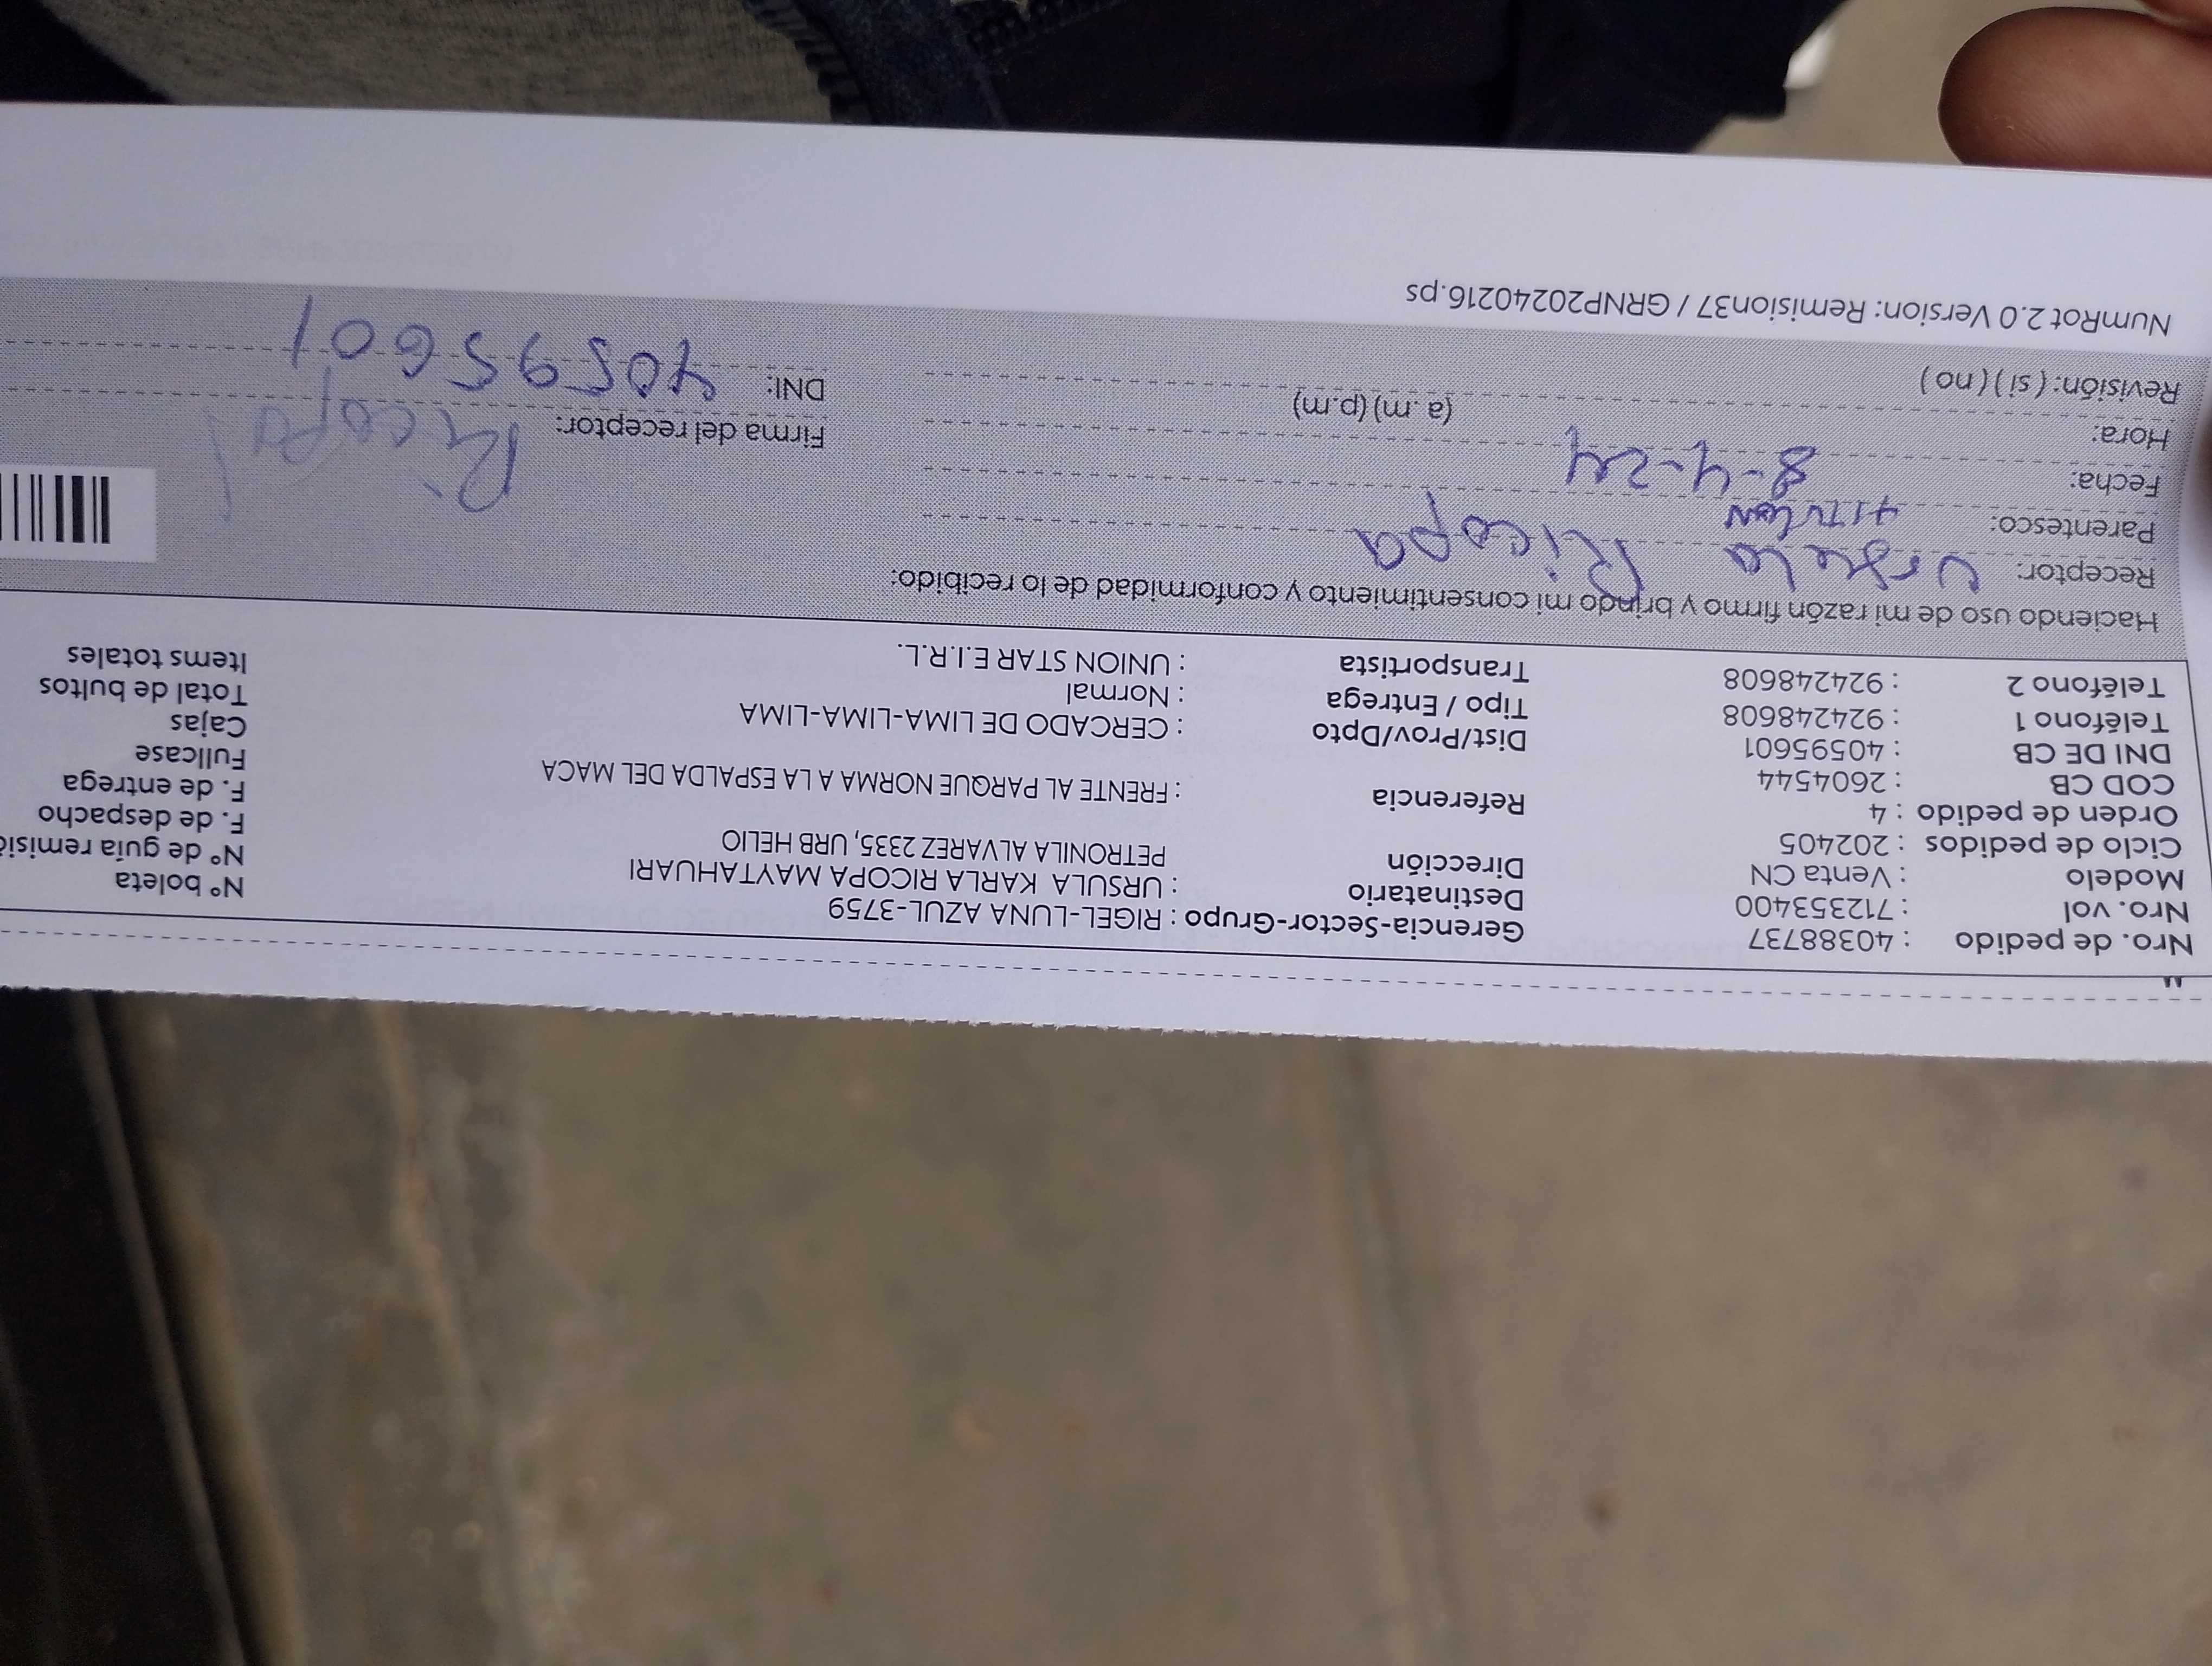 Nro. de pedido : 40388737 Gerencia-Sector-Grupo : RIGEL-LUNA AZUL-3759
Nro. vol : 712353400 Destinatario : URSULA KARLA RICOPA MAYTAHUARI Nº boleta
Modelo : Venta CN Dirección PETRONILA ALVAREZ 2335, URB HELIO Nº de guía remisió
Ciclo de pedidos : 202405 F. de despacho
Orden de pedido : 4 Referencia : FRENTE AL PARQUE NORMA A LA ESPALDA DEL MACA F. de entrega
COD CB : 2604544 Fullcase
DNI DE CB : 40595601 Dist/Prov/Dpto : CERCADO DE LIMA-LIMA-LIMA Cajas
Teléfono 1 : 924248608 Tipo / Entrega : Normal Total de bultos
Teléfono 2 : 924248608 Transportista : UNION STAR E.I.R.L. Items totales
Haciendo uso de mi razón firmo y brindo mi consentimiento y conformidad de lo recibido:
Receptor: Ursula Ricopa
Parentesco:
Fecha: 8-4-24
Firma del receptor: Ricopa
Hora: (a .m) (p.m)
DNI: 40595601
Revisión: ( si ) ( no )
NumRot 2.0 Version: Remision37 / GRNP20240216.ps